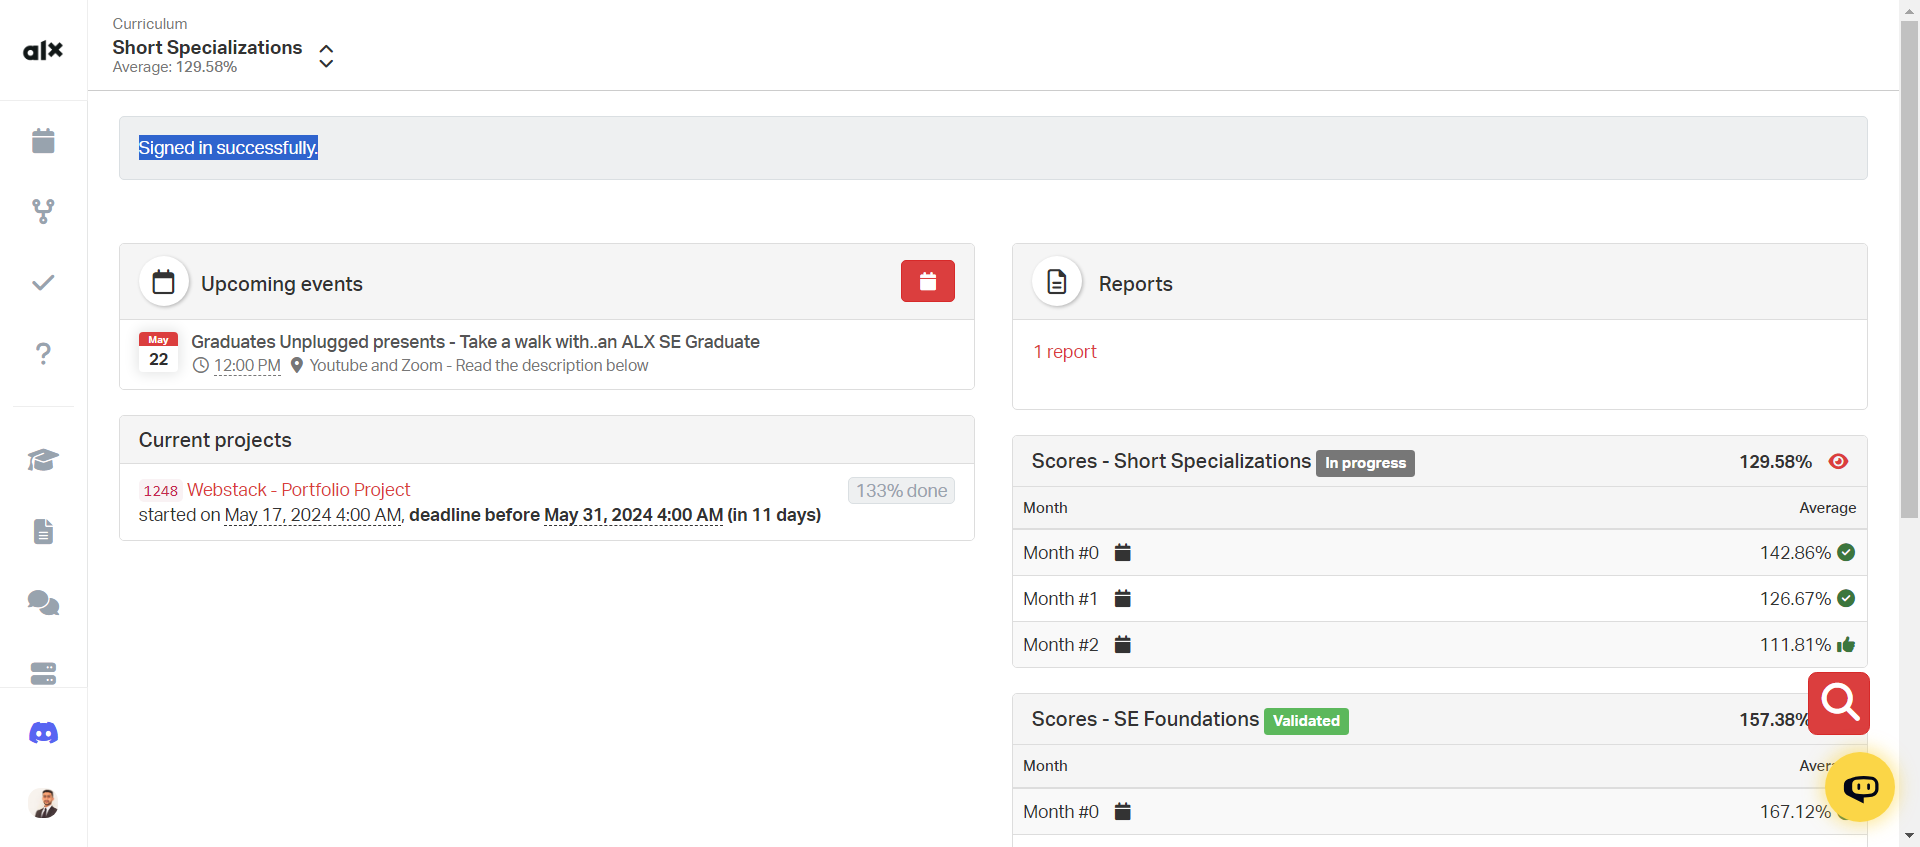 alx
Curriculum
Short Specializations
Average: 129.58%
Signed in successfully.
Upcoming events
May
22
Graduates Unplugged presents - Take a walk with..an ALX SE Graduate
12:00 PM Youtube and Zoom - Read the description below
Current projects
1248 Webstack - Portfolio Project 133% done
started on May 17, 2024 4:00 AM, deadline before May 31, 2024 4:00 AM (in 11 days)
Reports
1 report
Scores - Short Specializations In progress 129.58%
Month Average
Month #0 142.86%
Month #1 126.67%
Month #2 111.81%
Scores - SE Foundations Validated 157.38%
Month
Month #0 167.12%